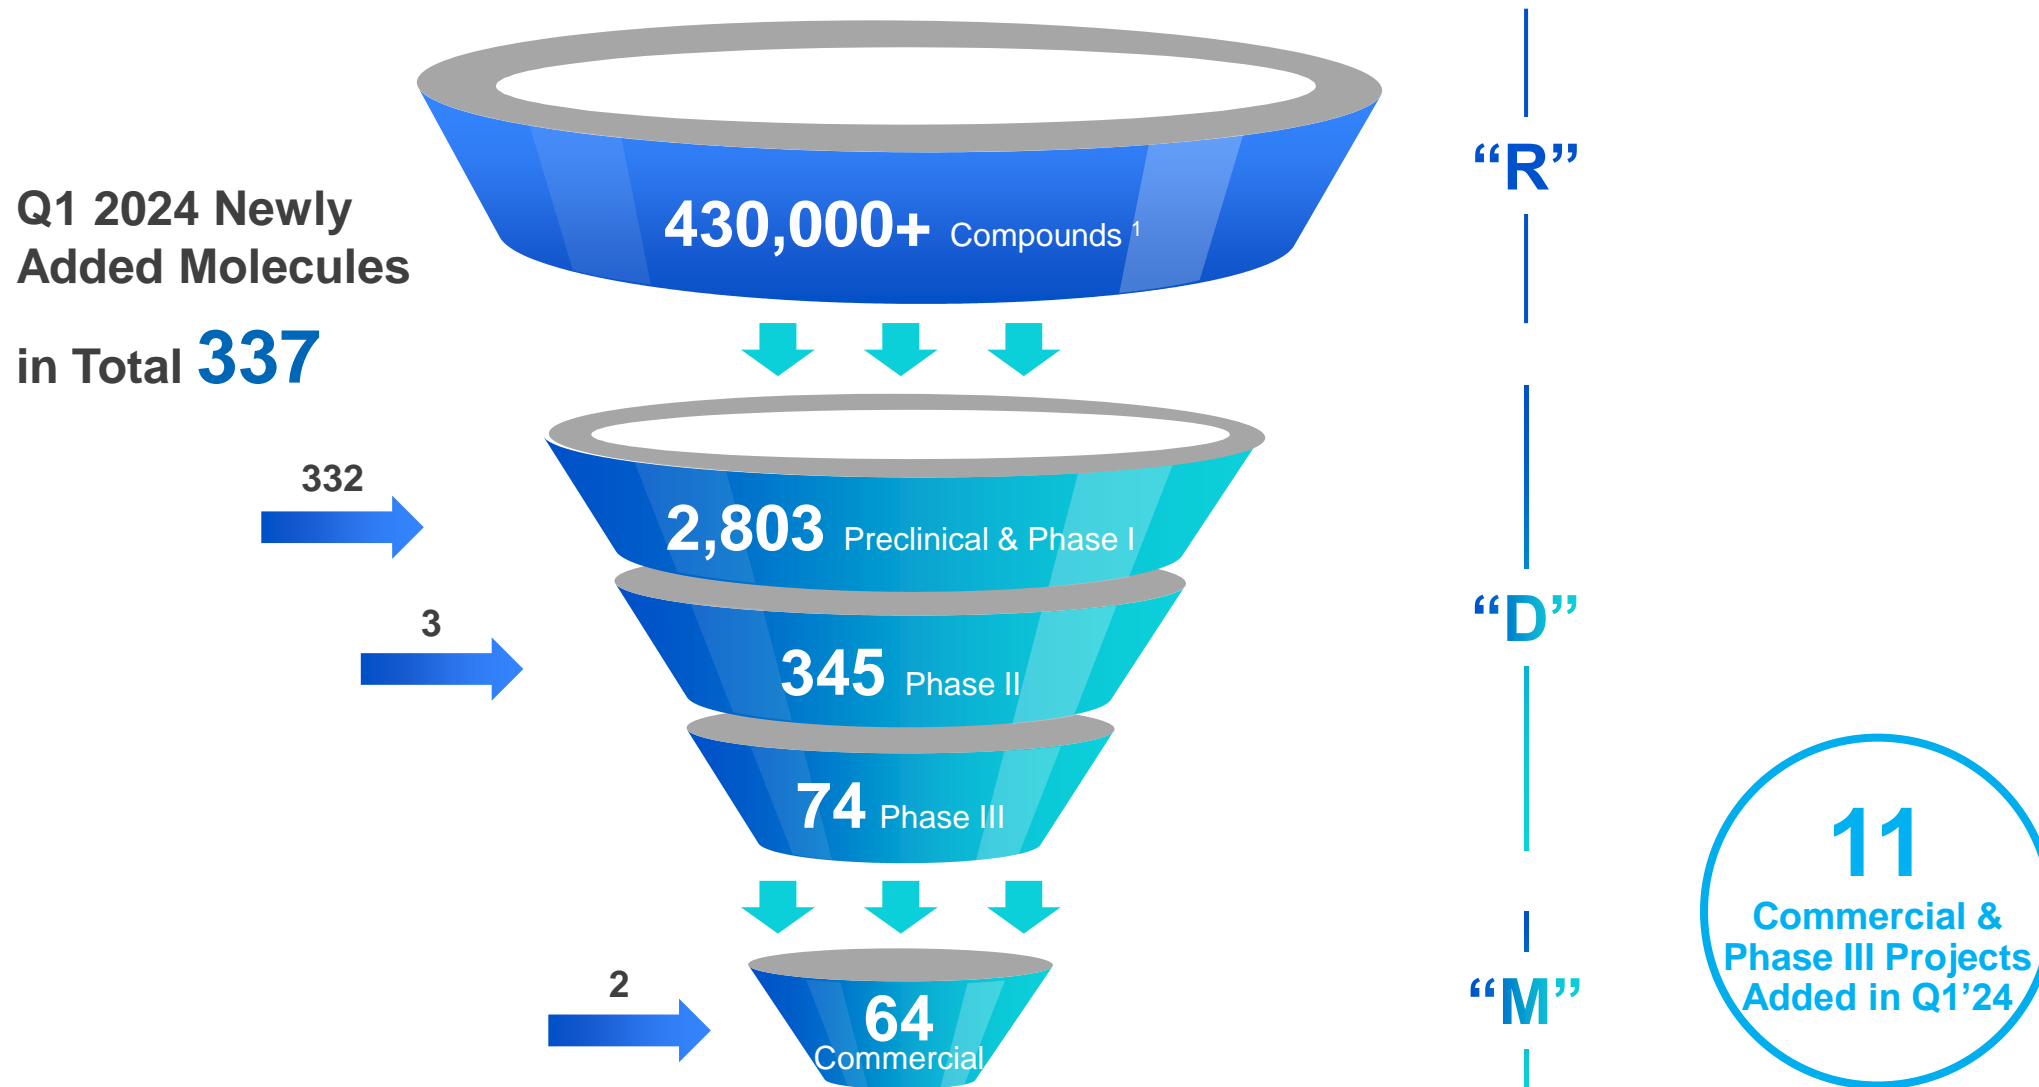 “R”
Q1 2024 Newly
Added Molecules
in Total 337
430,000+ Compounds 1
332
2,803 Preclinical & Phase I
“D”
3
345 Phase II
74 Phase III
11
Commercial &
Phase III Projects
Added in Q1’24
2
“M”
64
Commercial